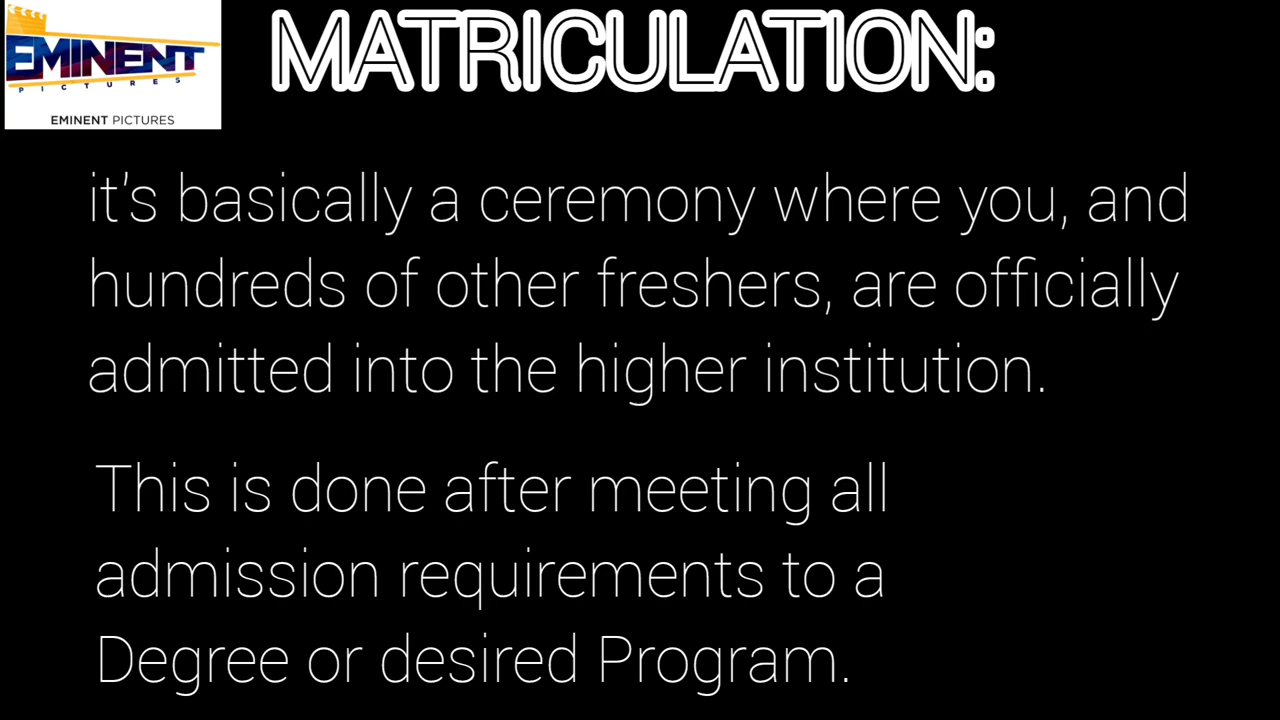 EMINENT
PICTURES
EMINENT PICTURES
MATRICULATION:
it's basically a ceremony where you, and
hundreds of other freshers, are officially
admitted into the higher institution.
This is done after meeting all
admission requirements to a
Degree or desired Program.